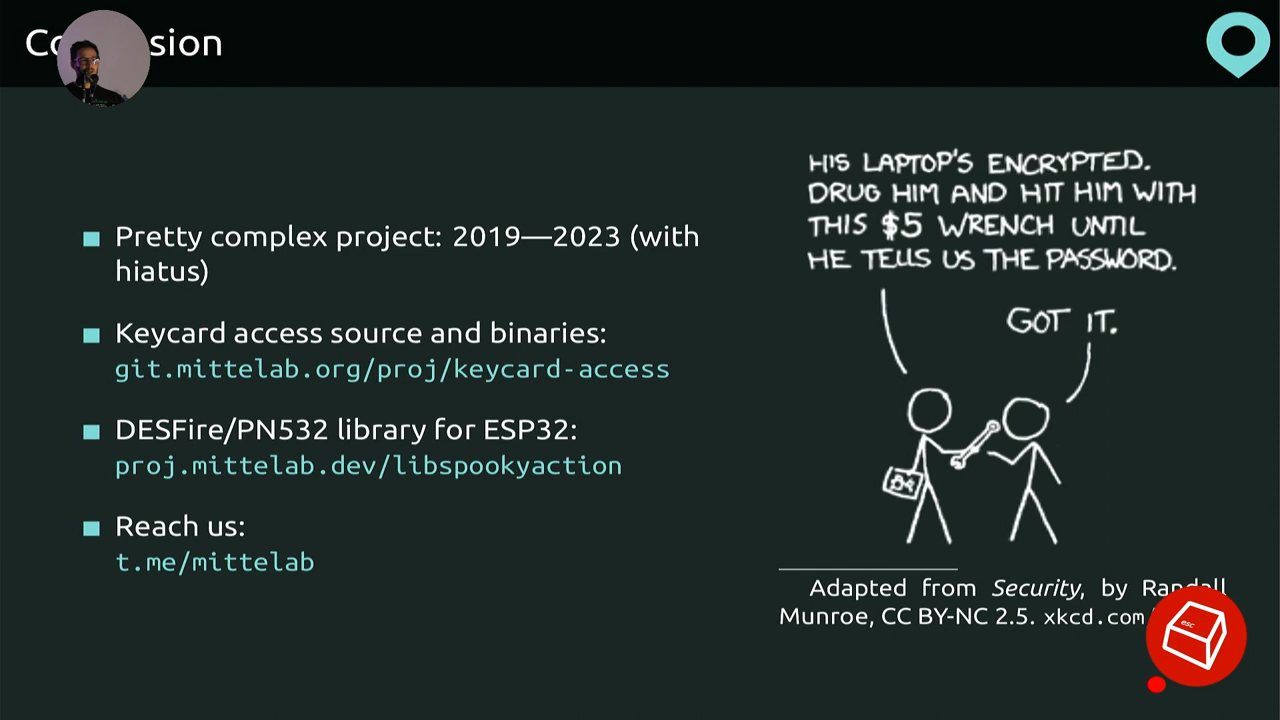 Pretty complex project: 2019—2023 (with
hiatus)
Keycard access source and binaries:
git.mittelab.org/proj/keycard-access
DESFire/PN532 library for ESP32:
proj.mittelab.dev/libspookyaction
Reach us:
t.me/mittelab
HIS LAPTOP'S ENCRYPTED.
DRUG HIM AND HIT HIM WITH
THIS $5 WRENCH UNTIL
HE TELLS US THE PASSWORD.
GOT IT.
Adapted from Security, by Randall
Munroe, CC BY-NC 2.5. xkcd.com
esc